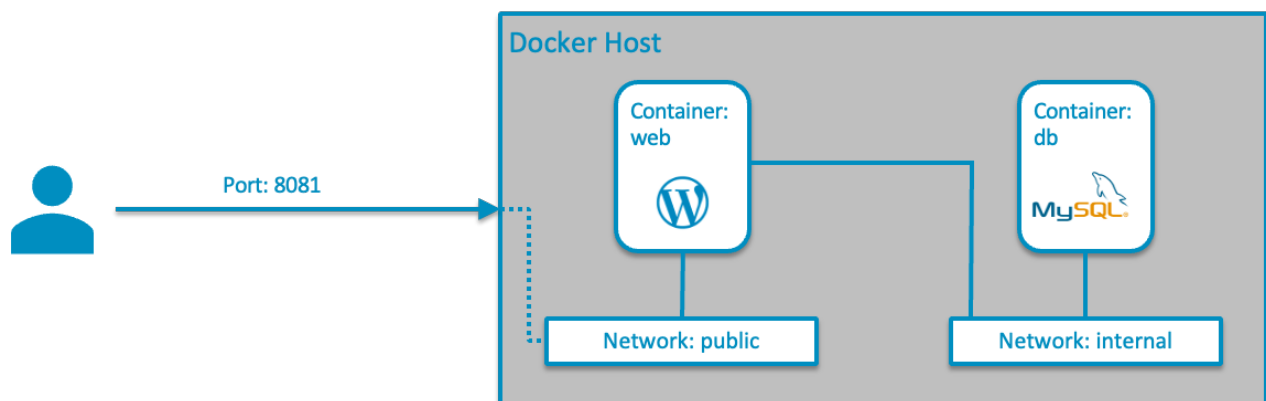 Docker Host
Container:
web
Container:
db
Port: 8081
W
MySQL®
Network: public
Network: internal